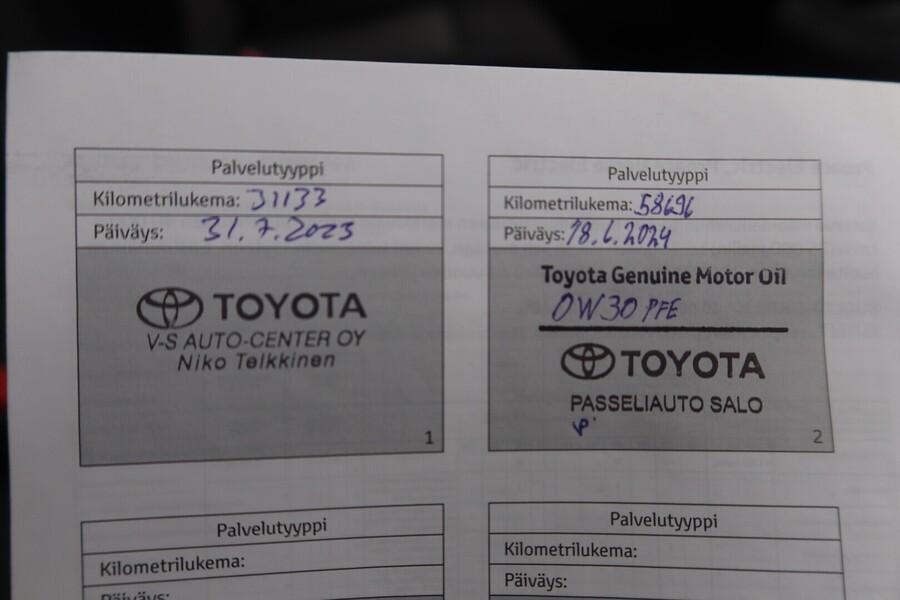 Palvelutyyppi
Kilometrilukema: 31133
Päiväys: 31.7.2023
TOYOTA
V-S AUTO-CENTER OY
Niko Telkkinen
1
Palvelutyyppi
Kilometrilukema: 58696
Päiväys: 18.6.2024
Toyota Genuine Motor Oil
0W30 PFE
TOYOTA
PASSELIAUTO SALO
2
Palvelutyyppi
Kilometrilukema:
Päiväys:
Palvelutyyppi
Kilometrilukema:
Päiväys: